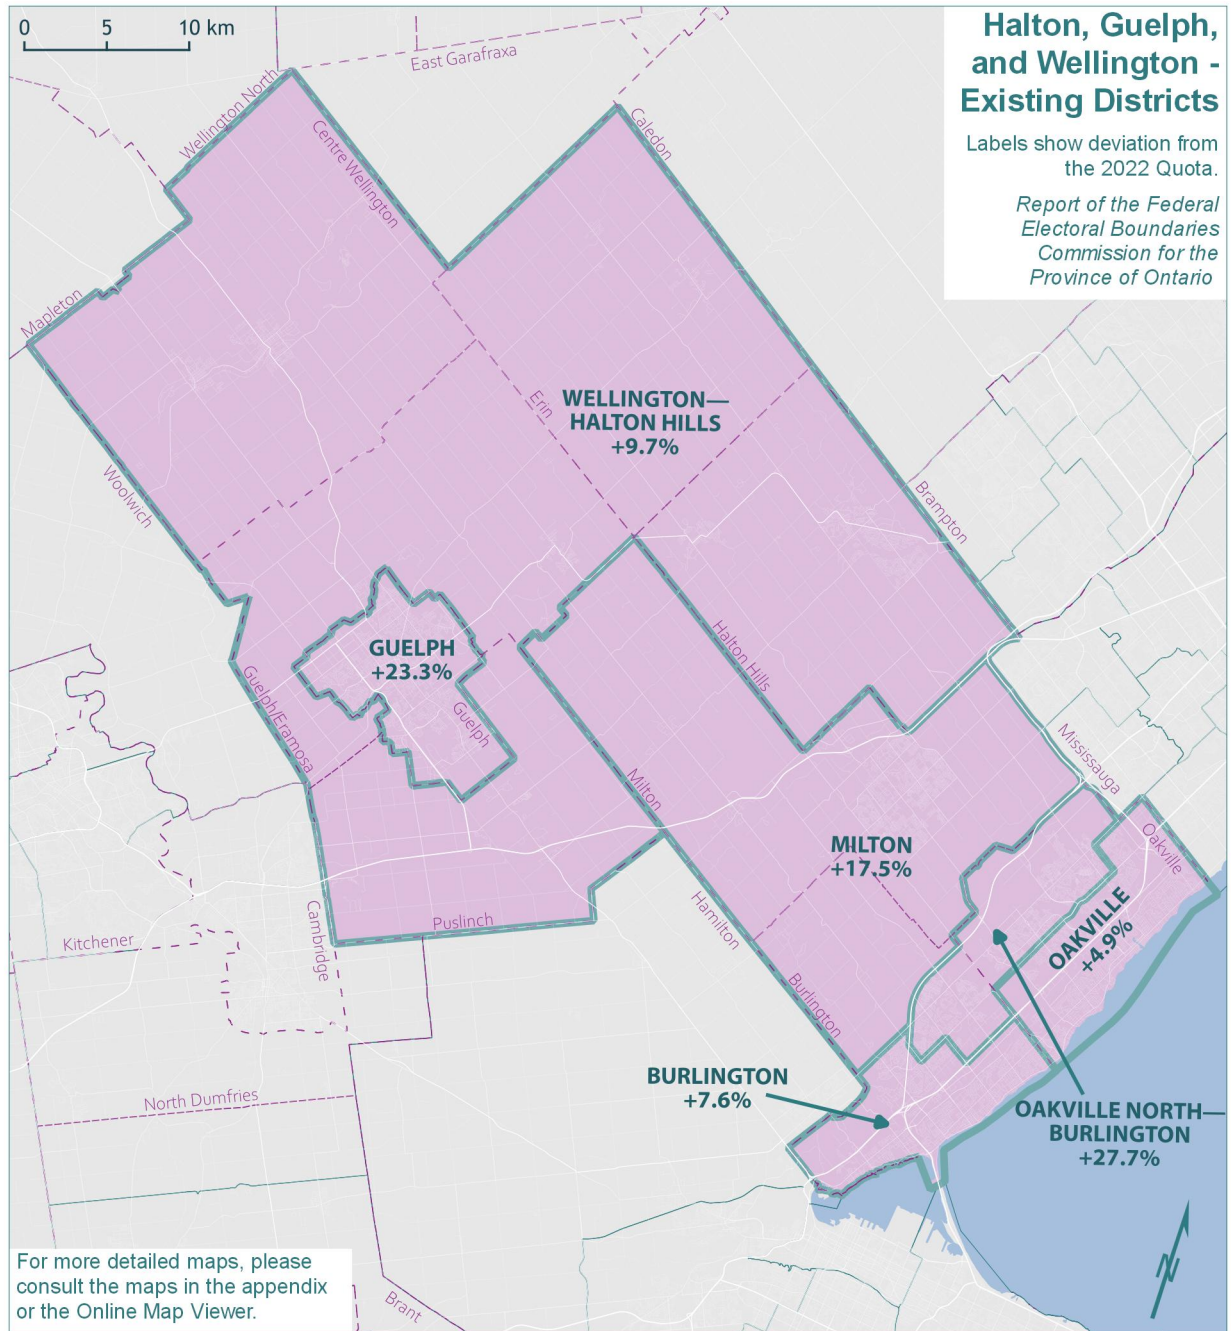 0 5 10 km
Halton, Guelph,
and Wellington -
Existing Districts
Labels show deviation from
the 2022 Quota.
Report of the Federal
Electoral Boundaries
Commission for the
Province of Ontario
East Garafraxa
Wellington North
Centre Wellington
Caledon
Mapleton
WELLINGTON—
HALTON HILLS
+9.7%
Erin
Woolwich
Brampton
GUELPH
+23.3%
Halton Hills
Guelph/Eramosa
Guelph
Mississauga
Milton
MILTON
+17.5%
Oakville
OAKVILLE
+4.9%
Hamilton
Puslinch
Cambridge
Kitchener
Burlington
BURLINGTON
+7.6%
North Dumfries
OAKVILLE NORTH—
BURLINGTON
+27.7%
N
For more detailed maps, please
consult the maps in the appendix
or the Online Map Viewer.
Brant